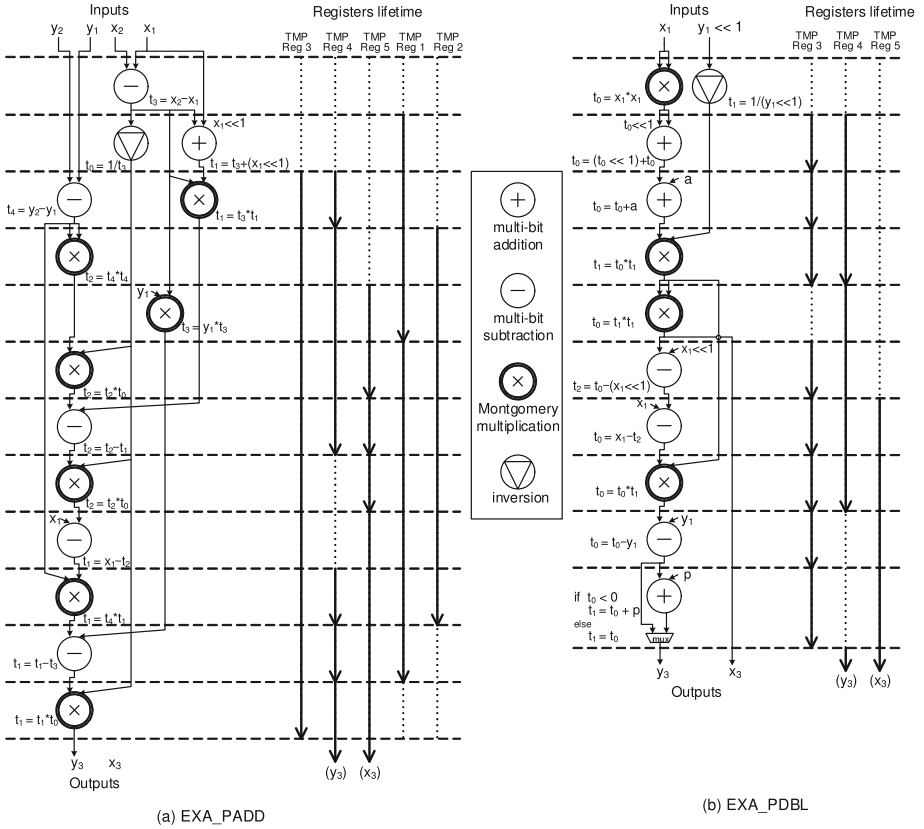 Inputs
Registers lifetime
y2 y1 x2 x1
TMP Reg 3
TMP Reg 4
TMP Reg 5
TMP Reg 1
TMP Reg 2
−
t3 = x2−x1
x1<<1
+
t0 = 1/t3
t1 = t3+(x1<<1)
−
×
t4 = y2−y1
t1 = t3*t1
×
t2 = t4*t4
y1
×
t3 = y1*t3
×
t2 = t2*t0
−
t2 = t2−t1
×
t2 = t2*t0
x1
−
t1 = x1−t2
×
t1 = t4*t1
−
t1 = t1−t3
×
t1 = t1*t0
y3 x3
(y3) (x3)
Outputs
(a) EXA_PADD
+
multi-bit
addition
−
multi-bit
subtraction
×
Montgomery
multiplication
inversion
Inputs
Registers lifetime
x1 y1 << 1
TMP Reg 3
TMP Reg 4
TMP Reg 5
×
t0 = x1*x1
t1 = 1/(y1<<1)
t0<<1
+
t0 = (t0 << 1)+t0
a
+
t0 = t0+a
×
t1 = t0*t1
×
t0 = t1*t1
x1<<1
−
t2 = t0−(x1<<1)
x1
−
t0 = x1−t2
×
t0 = t0*t1
y1
−
t0 = t0−y1
p
+
if t0 < 0
t1 = t0 + p
else
t1 = t0
mux
y3 x3
(y3) (x3)
Outputs
(b) EXA_PDBL